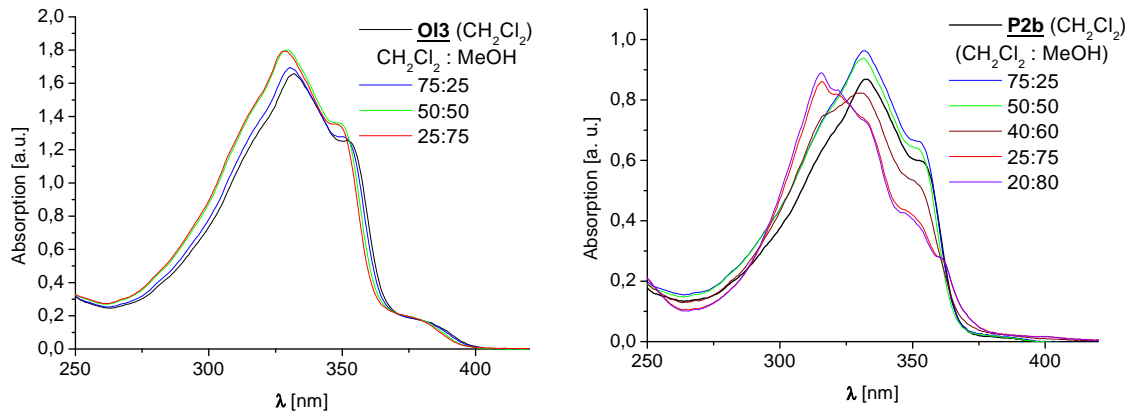 OI3 (CH2Cl2)
CH2Cl2 : MeOH
75:25
50:50
25:75
2,0
1,8
1,6
1,4
1,2
1,0
0,8
0,6
0,4
0,2
0,0
Absorption [a.u.]
250 300 350 400
λ [nm]
P2b (CH2Cl2)
(CH2Cl2 : MeOH)
75:25
50:50
40:60
25:75
20:80
1,0
0,8
0,6
0,4
0,2
0,0
Absorption [a. u.]
250 300 350 400
λ [nm]